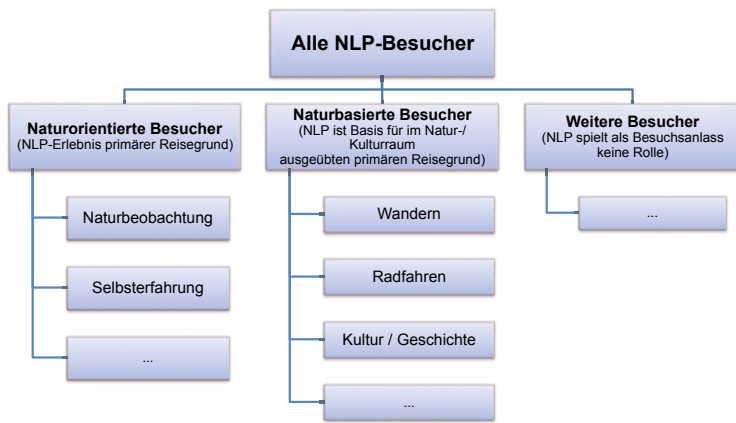 Alle NLP-Besucher
Naturorientierte Besucher
(NLP-Erlebnis primärer Reisegrund)
Naturbeobachtung
Selbsterfahrung
...
Naturbasierte Besucher
(NLP ist Basis für im Natur-/
Kulturraum
ausgeübten primären Reisegrund)
Wandern
Radfahren
Kultur / Geschichte
...
Weitere Besucher
(NLP spielt als Besuchsanlass
keine Rolle)
...